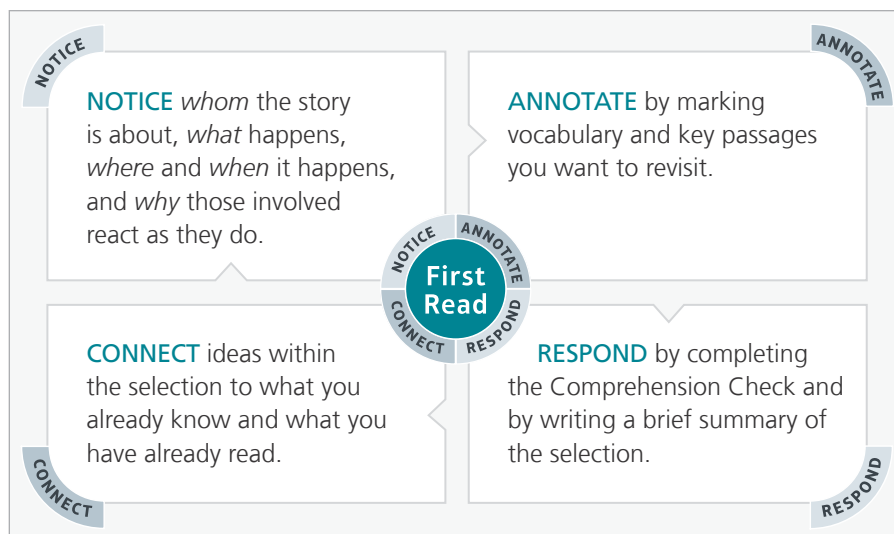 NOTICE
NOTICE whom the story
is about, what happens,
where and when it happens,
and why those involved
react as they do.
ANNOTATE
ANNOTATE by marking
vocabulary and key passages
you want to revisit.
NOTICE
ANNOTATE
First
Read
CONNECT
RESPOND
CONNECT ideas within
the selection to what you
already know and what you
have already read.
CONNECT
RESPOND by completing
the Comprehension Check and
by writing a brief summary of
the selection.
RESPOND